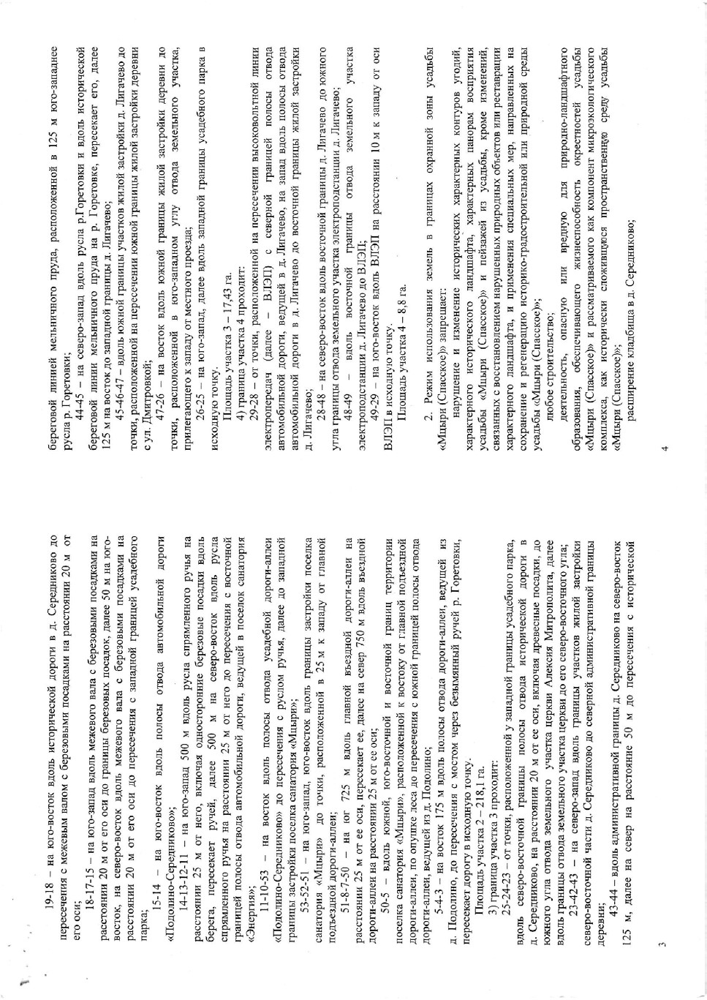 19-18 – на юго-восток вдоль исторической дороги в д. Середниково до
пересечения с межевым валом с березовыми посадками на расстоянии 20 м от
его оси;
18-17-15 – на юго-запад вдоль межевого вала с березовыми посадками на
расстоянии 20 м от его оси до границы березовых посадок, далее 50 м на юго-
восток, на северо-восток вдоль межевого вала с березовыми посадками на
расстоянии 20 м от его оси до пересечения с западной границей усадебного
парка;
15-14 – на юго-восток вдоль полосы отвода автомобильной дороги
«Подолино-Середниково»;
14-13-12-11 – на юго-запад 500 м вдоль русла спрямленного ручья на
расстоянии 25 м от него, включая односторонние березовые посадки вдоль
берега, пересекает ручей, далее 500 м на северо-восток вдоль русла
спрямленного ручья на расстоянии 25 м от него до пересечения с восточной
границей полосы отвода автомобильной дороги, ведущей в поселок санатория
«Энергия»;
11-10-53 – на восток вдоль полосы отвода усадебной дороги-аллеи
«Подолино-Середниково» до пересечения с руслом ручья, далее до западной
границы застройки поселка санатория «Мцыри»;
53-52-51 – на юго-запад, юго-восток вдоль границы застройки поселка
санатория «Мцыри» до точки, расположенной в 25 м к западу от главной
подъездной дороги-аллеи;
51-8-7-50 – на юг 725 м вдоль главной въездной дороги-аллеи на
расстоянии 25 м от ее оси, пересекает ее, далее на север 750 м вдоль въездной
дороги-аллеи на расстоянии 25 м от ее оси;
50-5 – вдоль южной, юго-восточной и восточной границ территории
поселка санатория «Мцыри», расположенной к востоку от главной подъездной
дороги-аллеи, по опушке леса до пересечения с южной границей полосы отвода
дороги-аллеи, ведущей из д. Подолино;
5-4-3 – на восток 175 м вдоль полосы отвода дороги-аллеи, ведущей из
д. Подолино, до пересечения с мостом через безымянный ручей р. Горетовки,
пересекает дорогу в исходную точку.
Площадь участка 2 – 218,1 га.
3) граница участка 3 проходит:
25-24-23 – от точки, расположенной у западной границы усадебного парка,
вдоль северо-восточной границы полосы отвода исторической дороги в
д. Середниково, на расстоянии 20 м от ее оси, включая древесные посадки, до
южного угла отвода земельного участка церкви Алексия Митрополита, далее
вдоль границы отвода земельного участка церкви до его северо-восточного угла;
23-42-43 – на северо-запад вдоль границы участков жилой застройки
северо-восточной части д. Середниково до северной административной границы
деревни;
43-44 – вдоль административной границы д. Середниково на северо-восток
125 м, далее на север на расстояние 50 м до пересечения с исторической
3
береговой линией мельничного пруда, расположенной в 125 м юго-западнее
русла р. Горетовки;
44-45 – на северо-запад вдоль русла р.Горетовки и вдоль исторической
береговой линии мельничного пруда на р. Горетовке, пересекает его, далее
125 м на восток до западной границы д. Лигачево;
45-46-47 – вдоль южной границы участков жилой застройки д. Лигачево до
точки, расположенной на пересечении южной границы жилой застройки деревни
с ул. Дмитровкой;
47-26 – на восток вдоль южной границы жилой застройки деревни до
точки, расположенной в юго-западном углу отвода земельного участка,
прилегающего к западу от местного проезда;
26-25 – на юго-запад, далее вдоль западной границы усадебного парка в
исходную точку.
Площадь участка 3 – 17,43 га.
4) граница участка 4 проходит:
29-28 – от точки, расположенной на пересечении высоковольтной линии
электропередач (далее – ВЛЭП) с северной границей полосы отвода
автомобильной дороги, ведущей в д. Лигачево, на запад вдоль полосы отвода
автомобильной дороги в д. Лигачево до восточной границы жилой застройки
д. Лигачево;
28-48 – на северо-восток вдоль восточной границы д. Лигачево до южного
угла границы отвода земельного участка электроподстанции д. Лигачево;
48-49 – вдоль восточной границы отвода земельного участка
электроподстанции д. Лигачево до ВЛЭП;
49-29 – на юго-восток вдоль ВЛЭП на расстоянии 10 м к западу от оси
ВЛЭП в исходную точку.
Площадь участка 4 – 8,8 га.
2. Режим использования земель в границах охранной зоны усадьбы
«Мцыри (Спасское)» запрещает:
нарушение и изменение исторических характерных контуров угодий,
характерного исторического ландшафта, характерных панорам восприятия
усадьбы «Мцыри (Спасское)» и пейзажей из усадьбы, кроме изменений,
связанных с восстановлением нарушенных природных объектов или реставрации
характерного ландшафта, и применения специальных мер, направленных на
сохранение и регенерацию историко-градостроительной или природной среды
усадьбы «Мцыри (Спасское)»;
любое строительство;
деятельность, опасную или вредную для природно-ландшафтного
образования, обеспечивающего жизнеспособность окрестностей усадьбы
«Мцыри (Спасское)» и рассматриваемого как компонент микроэкологического
комплекса, как исторически сложившуюся пространственную среду усадьбы
«Мцыри (Спасское)»;
расширение кладбища в д. Середниково;
4